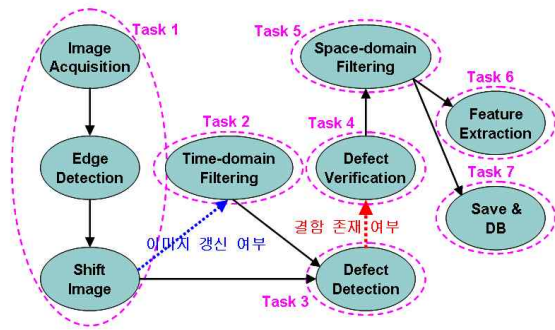 Task 1
Image
Acquisition
Edge
Detection
Shift
Image
Task 2
Time-domain
Filtering
이미지 갱신 여부
Task 3
Defect
Detection
결함 존재 여부
Task 4
Defect
Verification
Task 5
Space-domain
Filtering
Task 6
Feature
Extraction
Task 7
Save &
DB